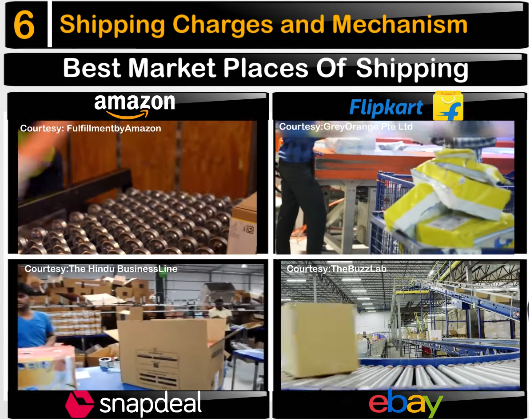 6 Shipping Charges and Mechanism
Best Market Places Of Shipping
amazon
Flipkart
Courtesy: FulfillmentbyAmazon
Courtesy:GreyOrange Pte Ltd
Courtesy:The Hindu BusinessLine
Courtesy:TheBuzzLab
snapdeal
ebay